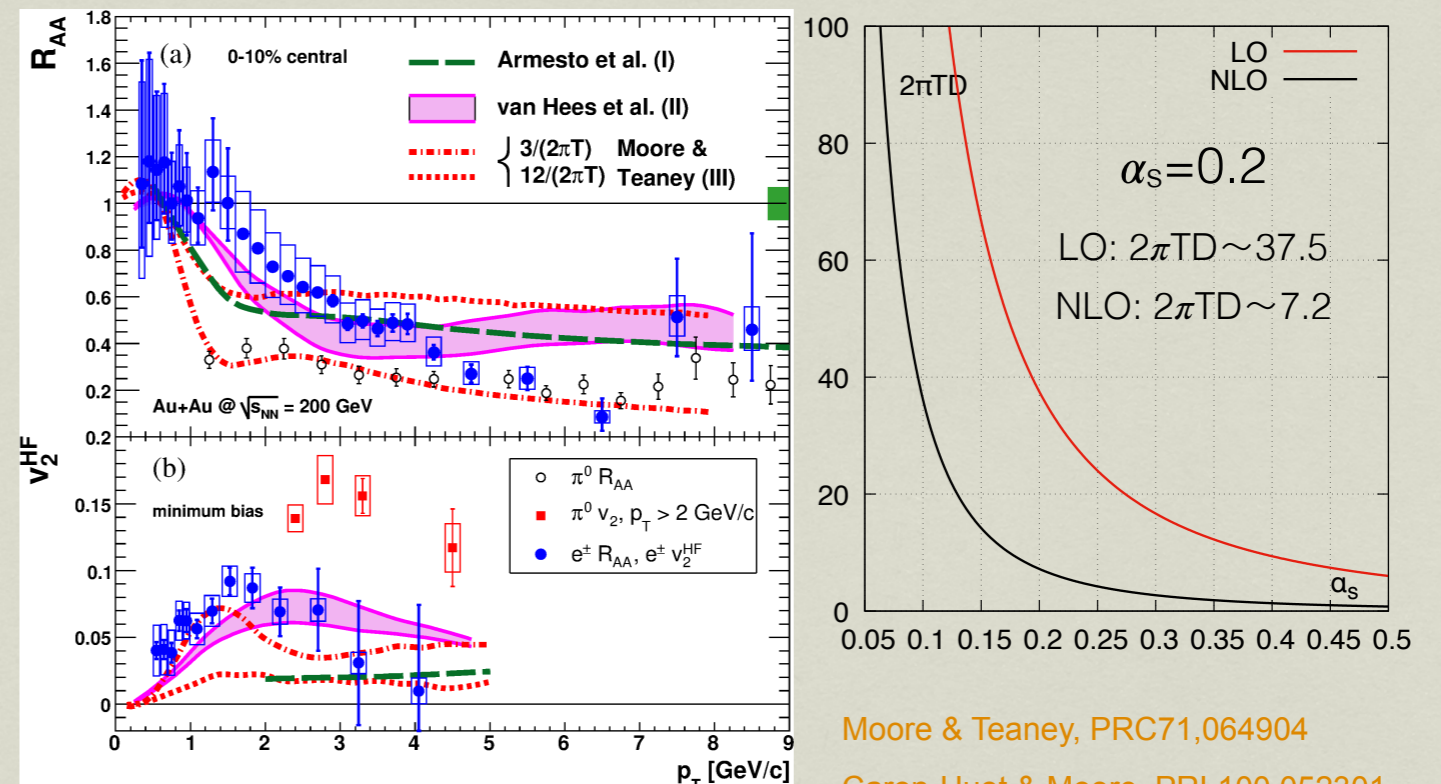 R_AA
1.8
1.6
1.4
1.2
1
0.8
0.6
0.4
0.2
(a)
0-10% central
Armesto et al. (I)
van Hees et al. (II)
3/(2πT) Moore &
12/(2πT) Teaney (III)
Au+Au @ √s_NN = 200 GeV
v_2^HF
0.15
0.1
0.05
0
(b)
minimum bias
π⁰ R_AA
π⁰ v_2, p_T > 2 GeV/c
e± R_AA, e± v_2^HF
0 1 2 3 4 5 6 7 8 9
p_T [GeV/c]
100
80
60
40
20
0
2πTD
LO
NLO
α_S=0.2
LO: 2πTD～37.5
NLO: 2πTD～7.2
α_S
0.05 0.1 0.15 0.2 0.25 0.3 0.35 0.4 0.45 0.5
Moore & Teaney, PRC71,064904